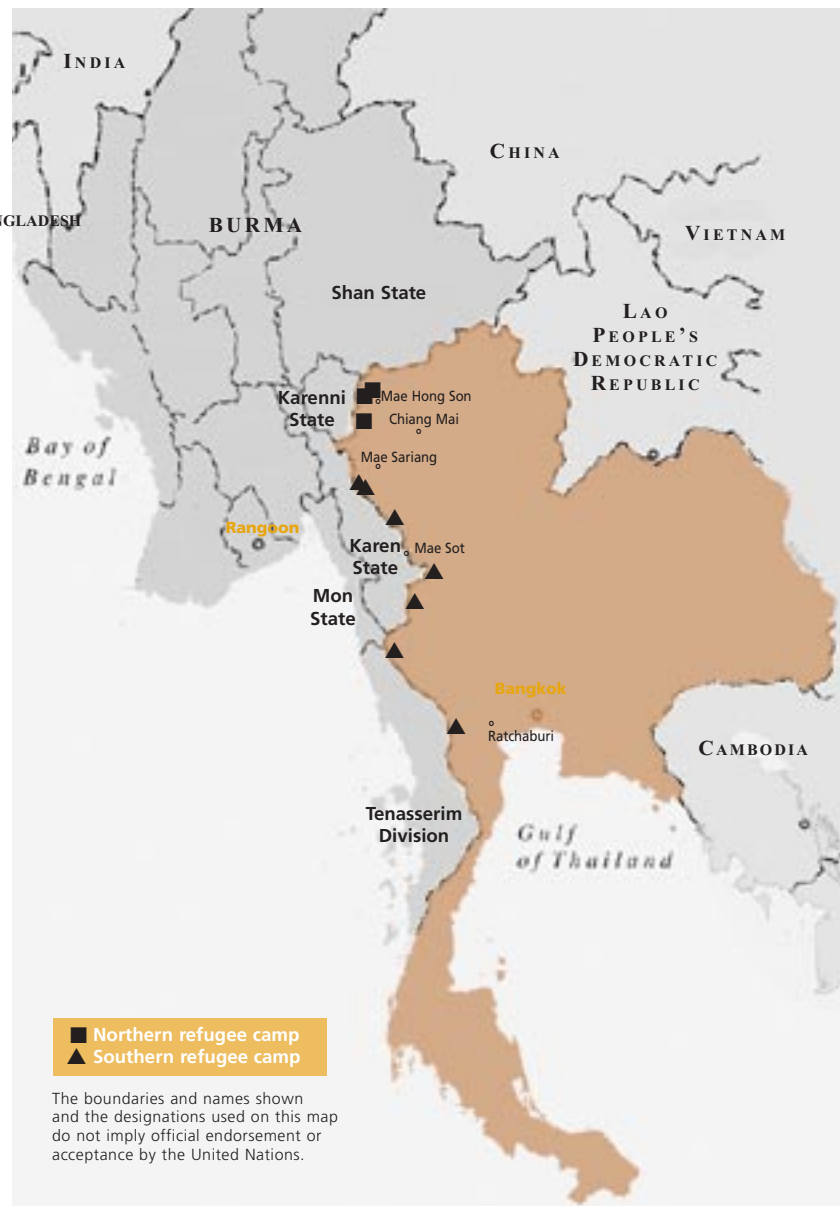 INDIA
CHINA
NGLADESH
BURMA
VIETNAM
Shan State
LAO
PEOPLE'S
DEMOCRATIC
REPUBLIC
Karenni
State
Mae Hong Son
Chiang Mai
Bay of
Bengal
Mae Sariang
Rangoon
Karen
State
Mae Sot
Mon
State
Bangkok
Ratchaburi
CAMBODIA
Tenasserim
Division
Gulf
of Thailand
Northern refugee camp
Southern refugee camp
The boundaries and names shown
and the designations used on this map
do not imply official endorsement or
acceptance by the United Nations.